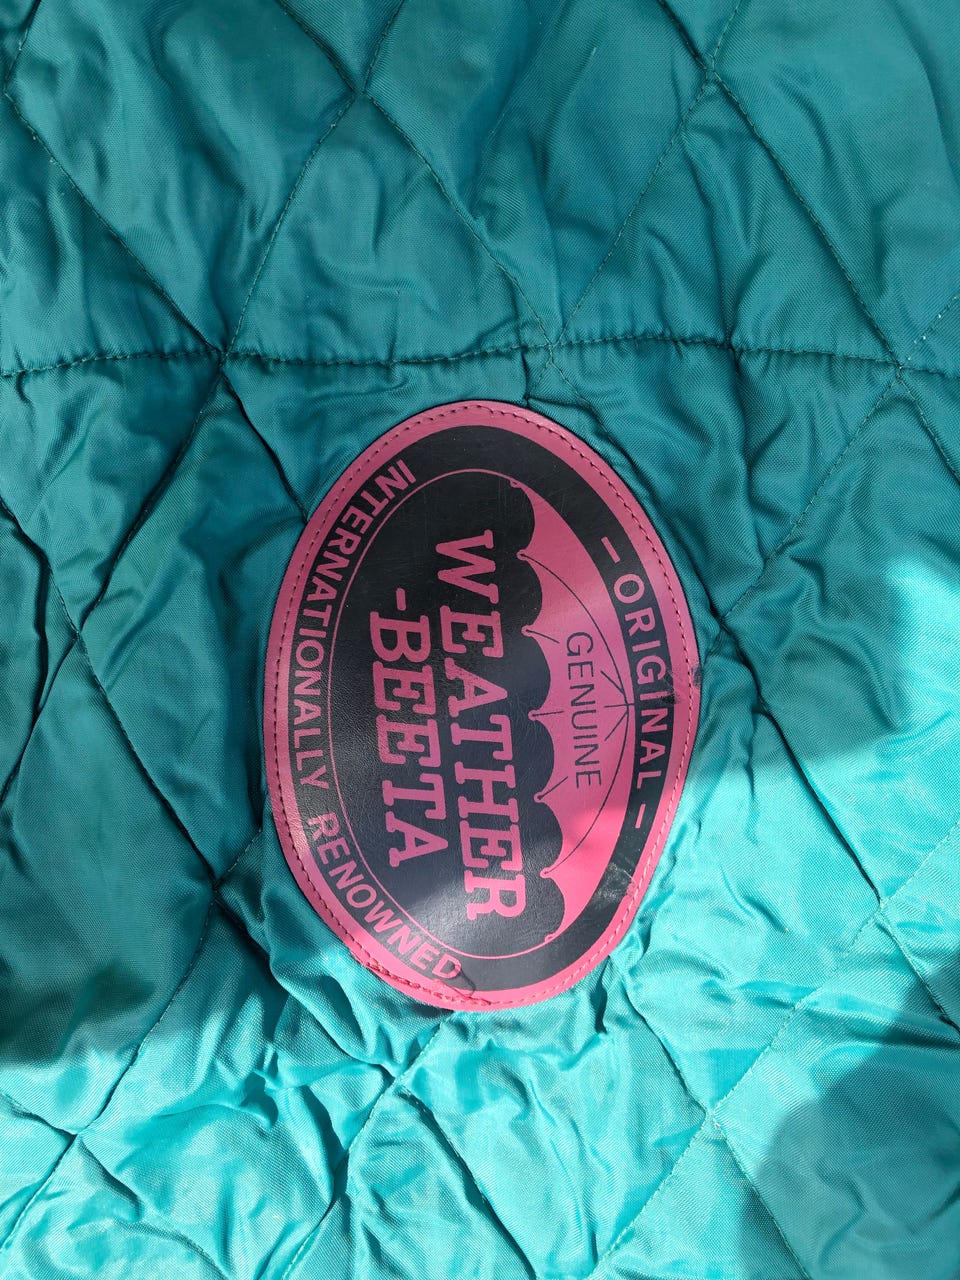 - ORIGINAL -
GENUINE
WEATHER
-BEETA
INTERNATIONALLY RENOWNED